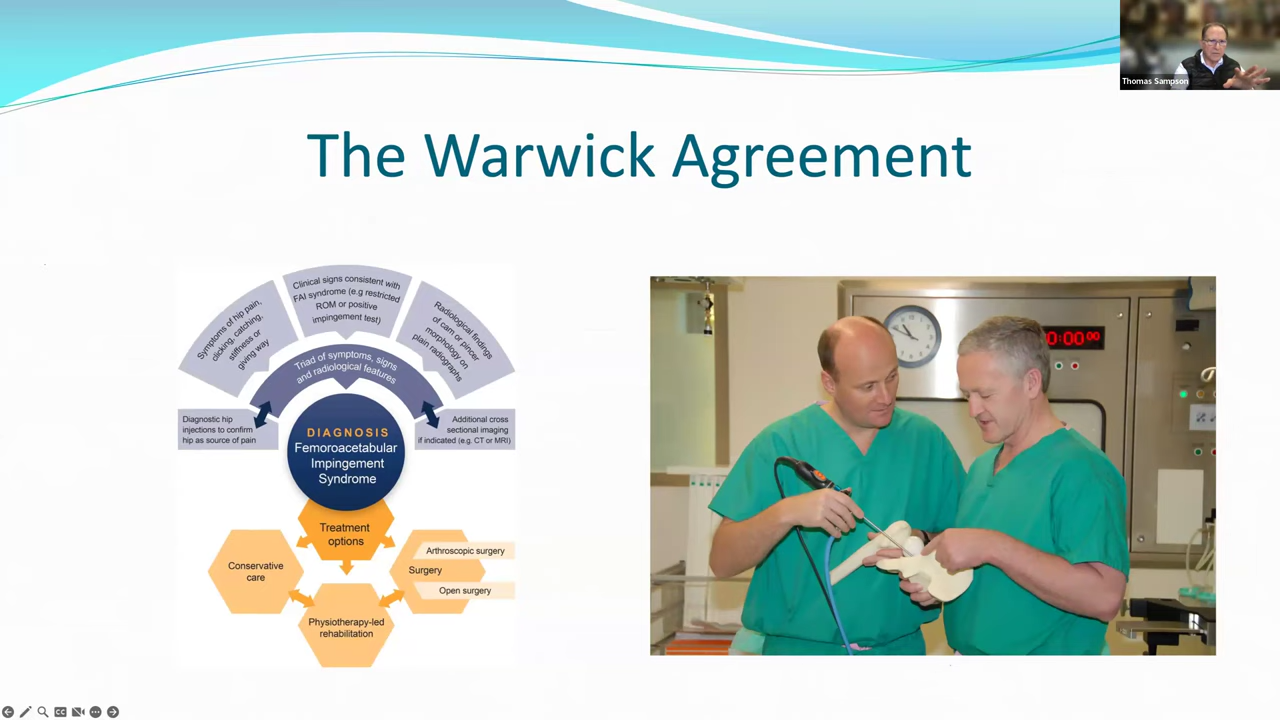 Thomas Sampson
The Warwick Agreement
Symptoms of hip pain,
clicking, catching,
stiffness or
giving way
Clinical signs consistent with
FAI syndrome (e.g restricted
ROM or positive
impingement test)
Radiological findings
of cam or pincer
morphology on
plain radiographs
Triad of symptoms, signs
and radiological features
Diagnostic hip
injections to confirm
hip as source of pain
Additional cross
sectional imaging
if indicated (e.g. CT or MRI)
DIAGNOSIS
Femoroacetabular
Impingement
Syndrome
Treatment
options
Conservative
care
Arthroscopic surgery
Surgery
Open surgery
Physiotherapy-led
rehabilitation
0:00:00
CC